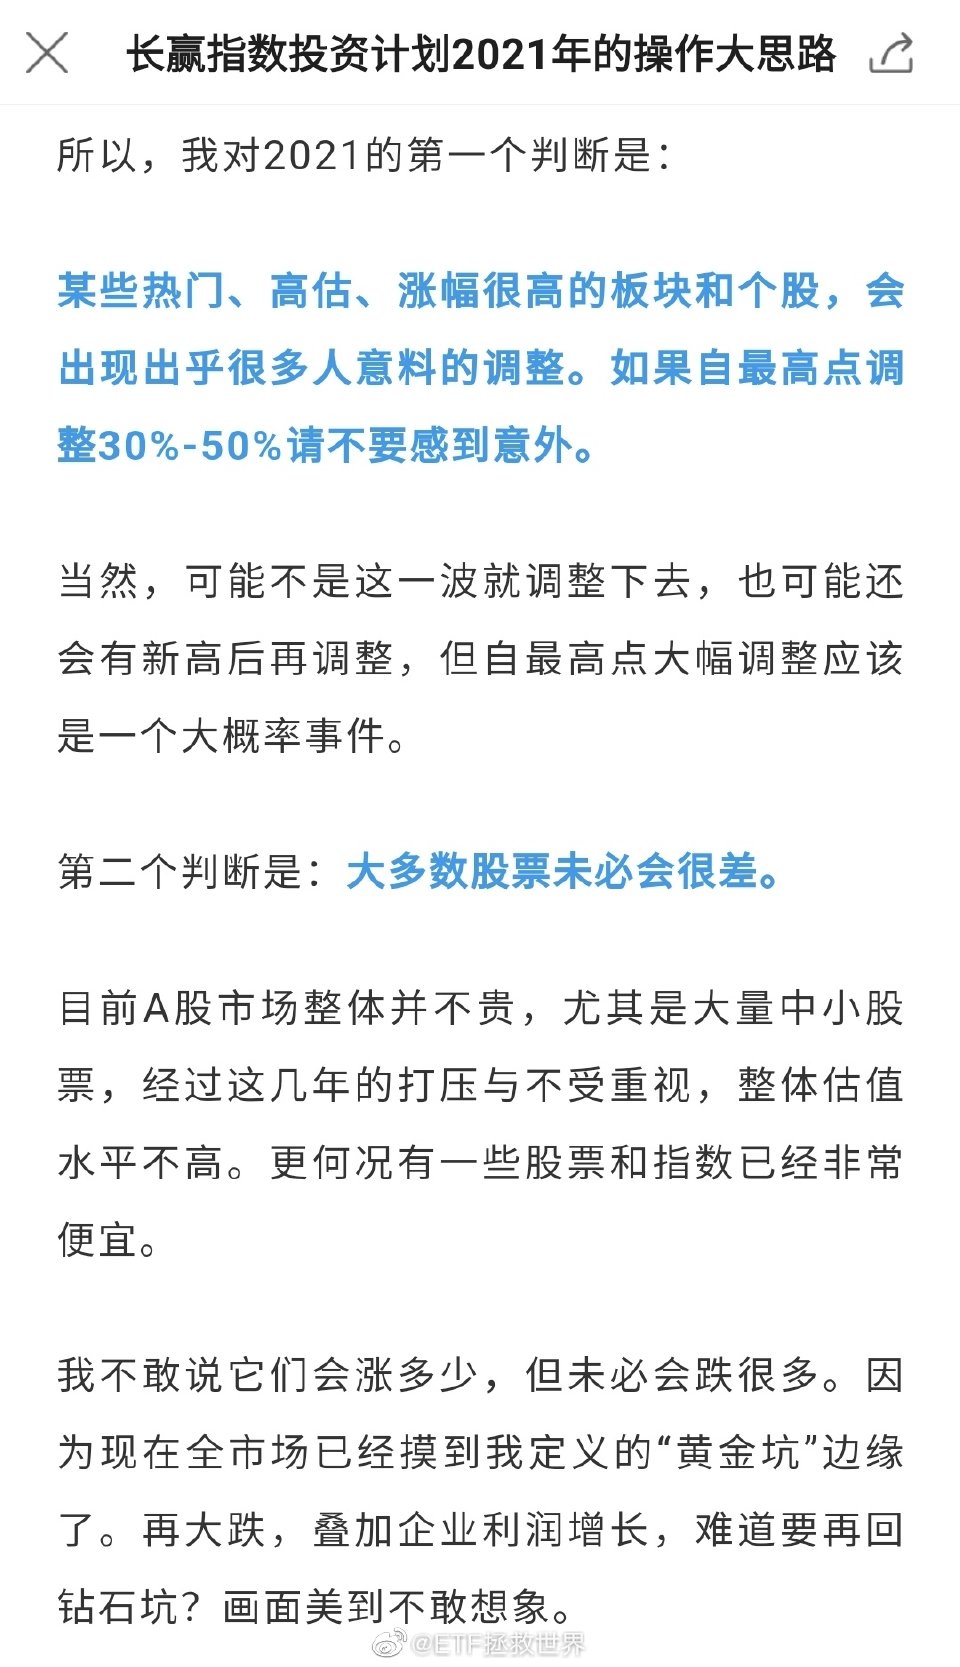 长赢指数投资计划2021年的操作大思路
所以，我对2021的第一个判断是：
某些热门、高估、涨幅很高的板块和个股，会
出现出乎很多人意料的调整。如果自最高点调
整30%-50%请不要感到意外。
当然，可能不是这一波就调整下去，也可能还
会有新高后再调整，但自最高点大幅调整应该
是一个大概率事件。
第二个判断是：大多数股票未必会很差。
目前A股市场整体并不贵，尤其是大量中小股
票，经过这几年的打压与不受重视，整体估值
水平不高。更何况有一些股票和指数已经非常
便宜。
我不敢说它们会涨多少，但未必会跌很多。因
为现在全市场已经摸到我定义的“黄金坑”边缘
了。再大跌，叠加企业利润增长，难道要再回
钻石坑？画面美到不敢想象。
@ETF拯救世界